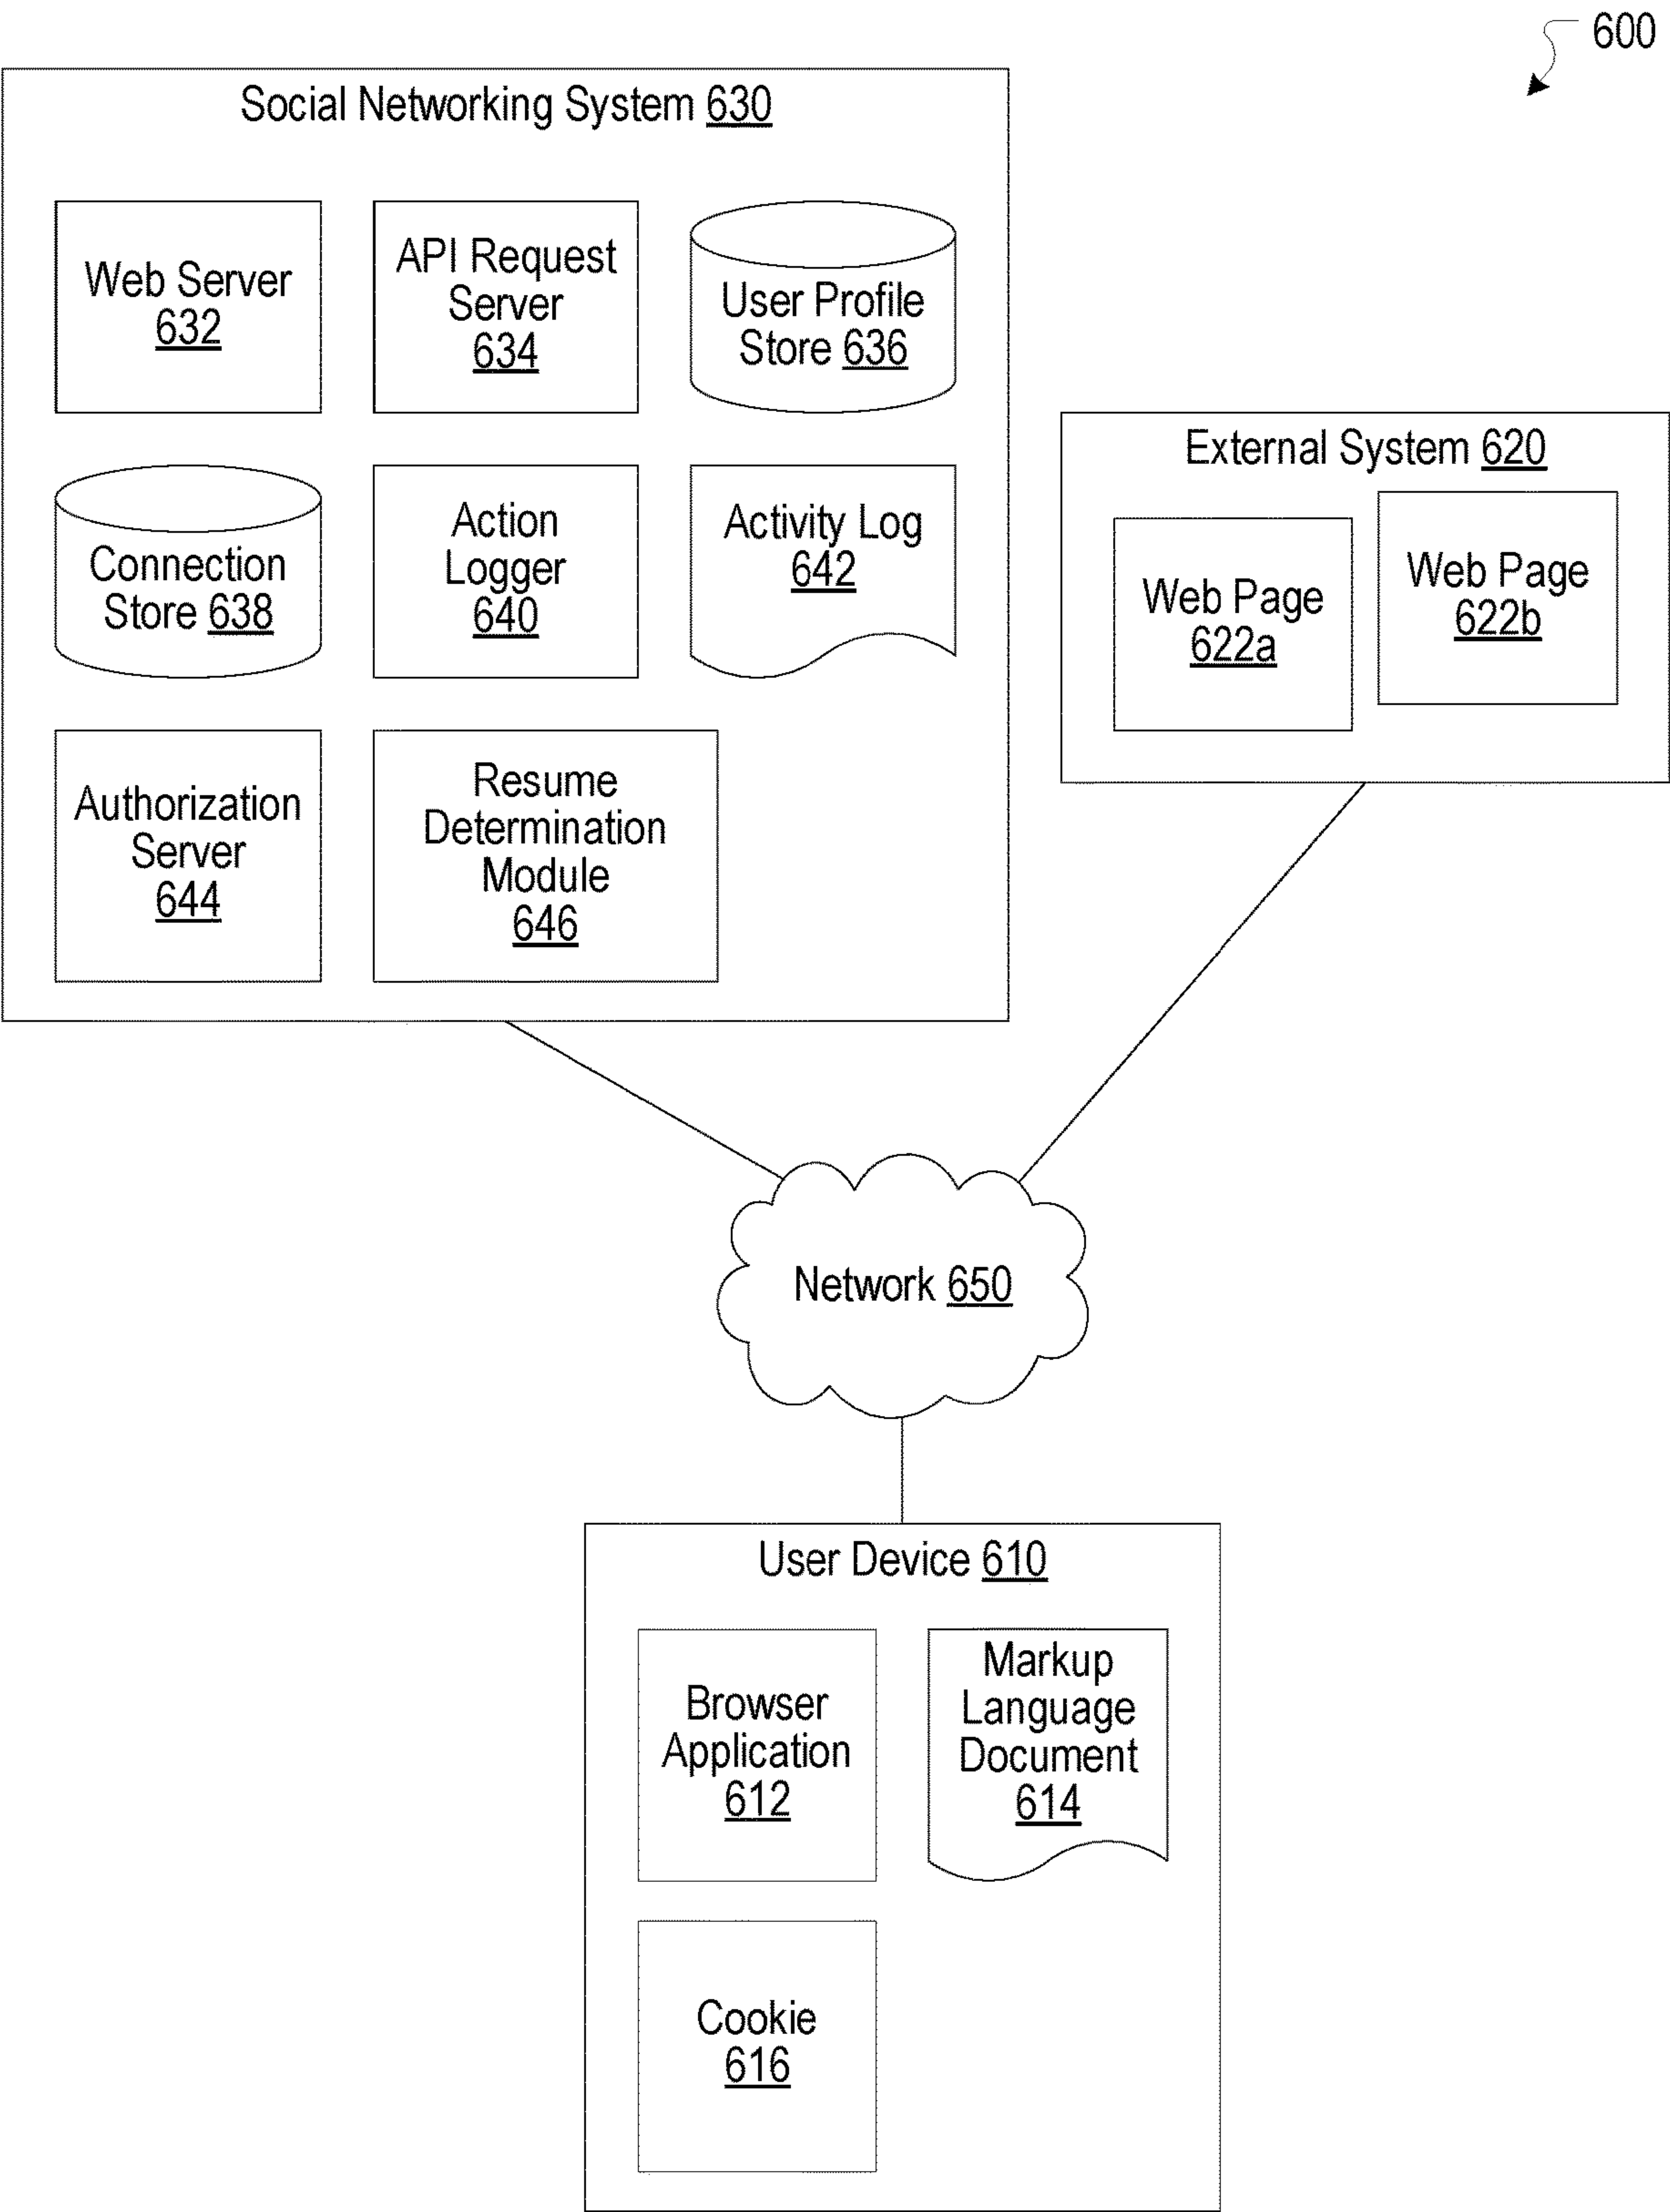 600
Social Networking System 630
Web Server
632
API Request
Server
634
User Profile
Store 636
Connection
Store 638
Action
Logger
640
Activity Log
642
Authorization
Server
644
Resume
Determination
Module
646
External System 620
Web Page
622a
Web Page
622b
Network 650
User Device 610
Browser
Application
612
Markup
Language
Document
614
Cookie
616